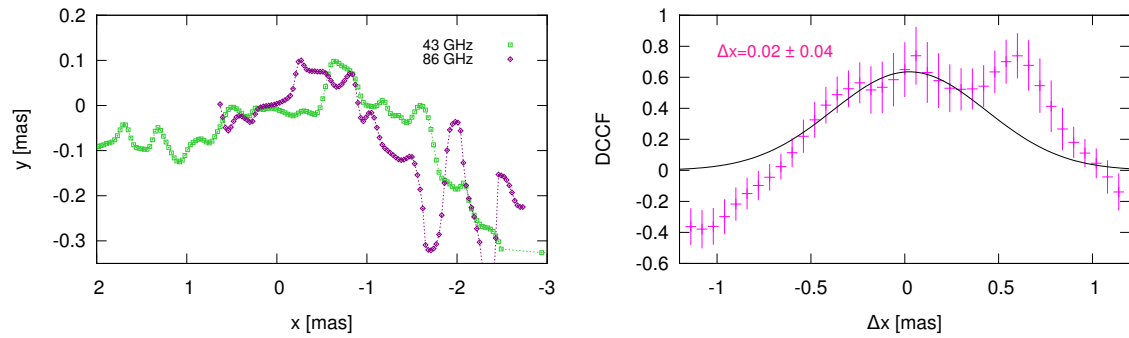 0.2
0.1
0
-0.1
-0.2
-0.3
y [mas]
43 GHz
86 GHz
2 1 0 -1 -2 -3
x [mas]
1
0.8
0.6
0.4
0.2
0
-0.2
-0.4
-0.6
DCCF
Δx=0.02 ± 0.04
-1 -0.5 0 0.5 1
Δx [mas]